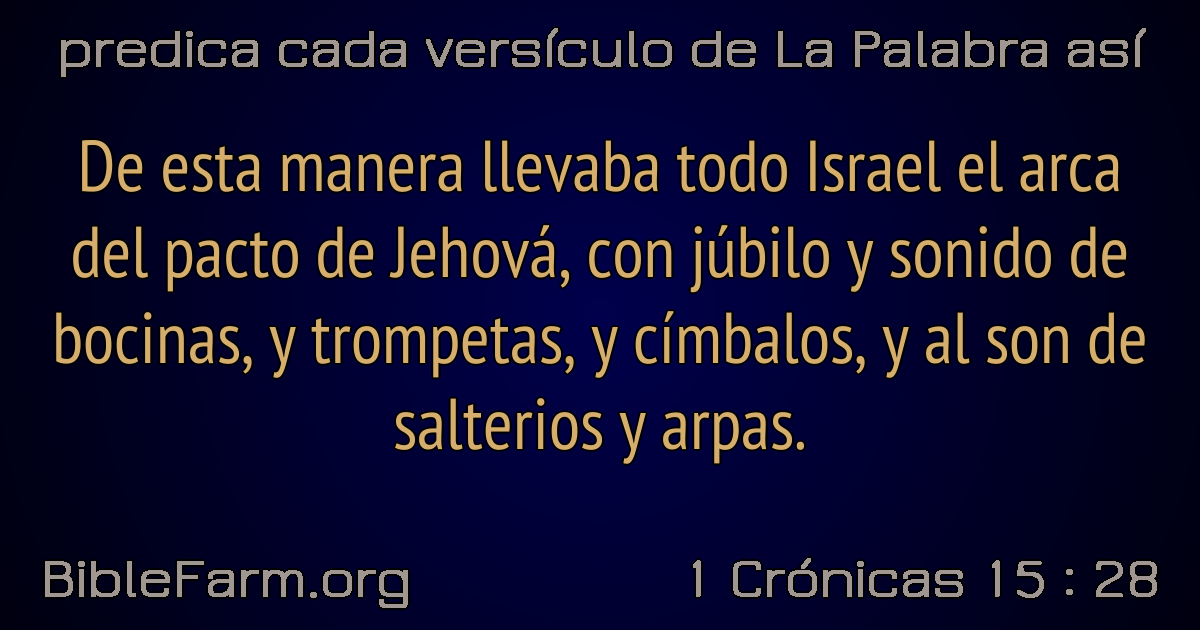 predica cada versículo de La Palabra así
De esta manera llevaba todo Israel el arca
del pacto de Jehová, con júbilo y sonido de
bocinas, y trompetas, y címbalos, y al son de
salterios y arpas.
BibleFarm.org
1 Crónicas 15 : 28